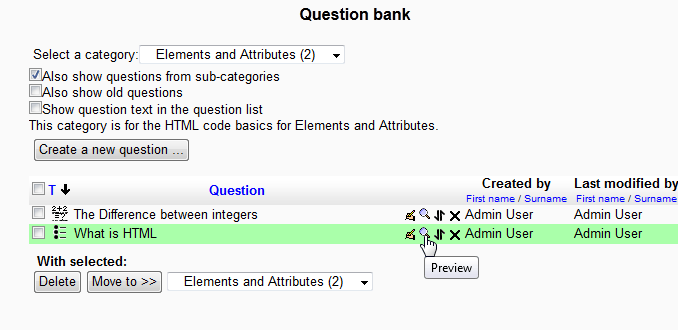 Question bank
Select a category: Elements and Attributes (2)
Also show questions from sub-categories
Also show old questions
Show question text in the question list
This category is for the HTML code basics for Elements and Attributes.
Create a new question ...
T Question Created by Last modified by
First name / Surname First name / Surname
2+2 The Difference between integers Admin User Admin User
What is HTML Admin User Admin User
With selected:
Preview
Delete Move to >> Elements and Attributes (2)